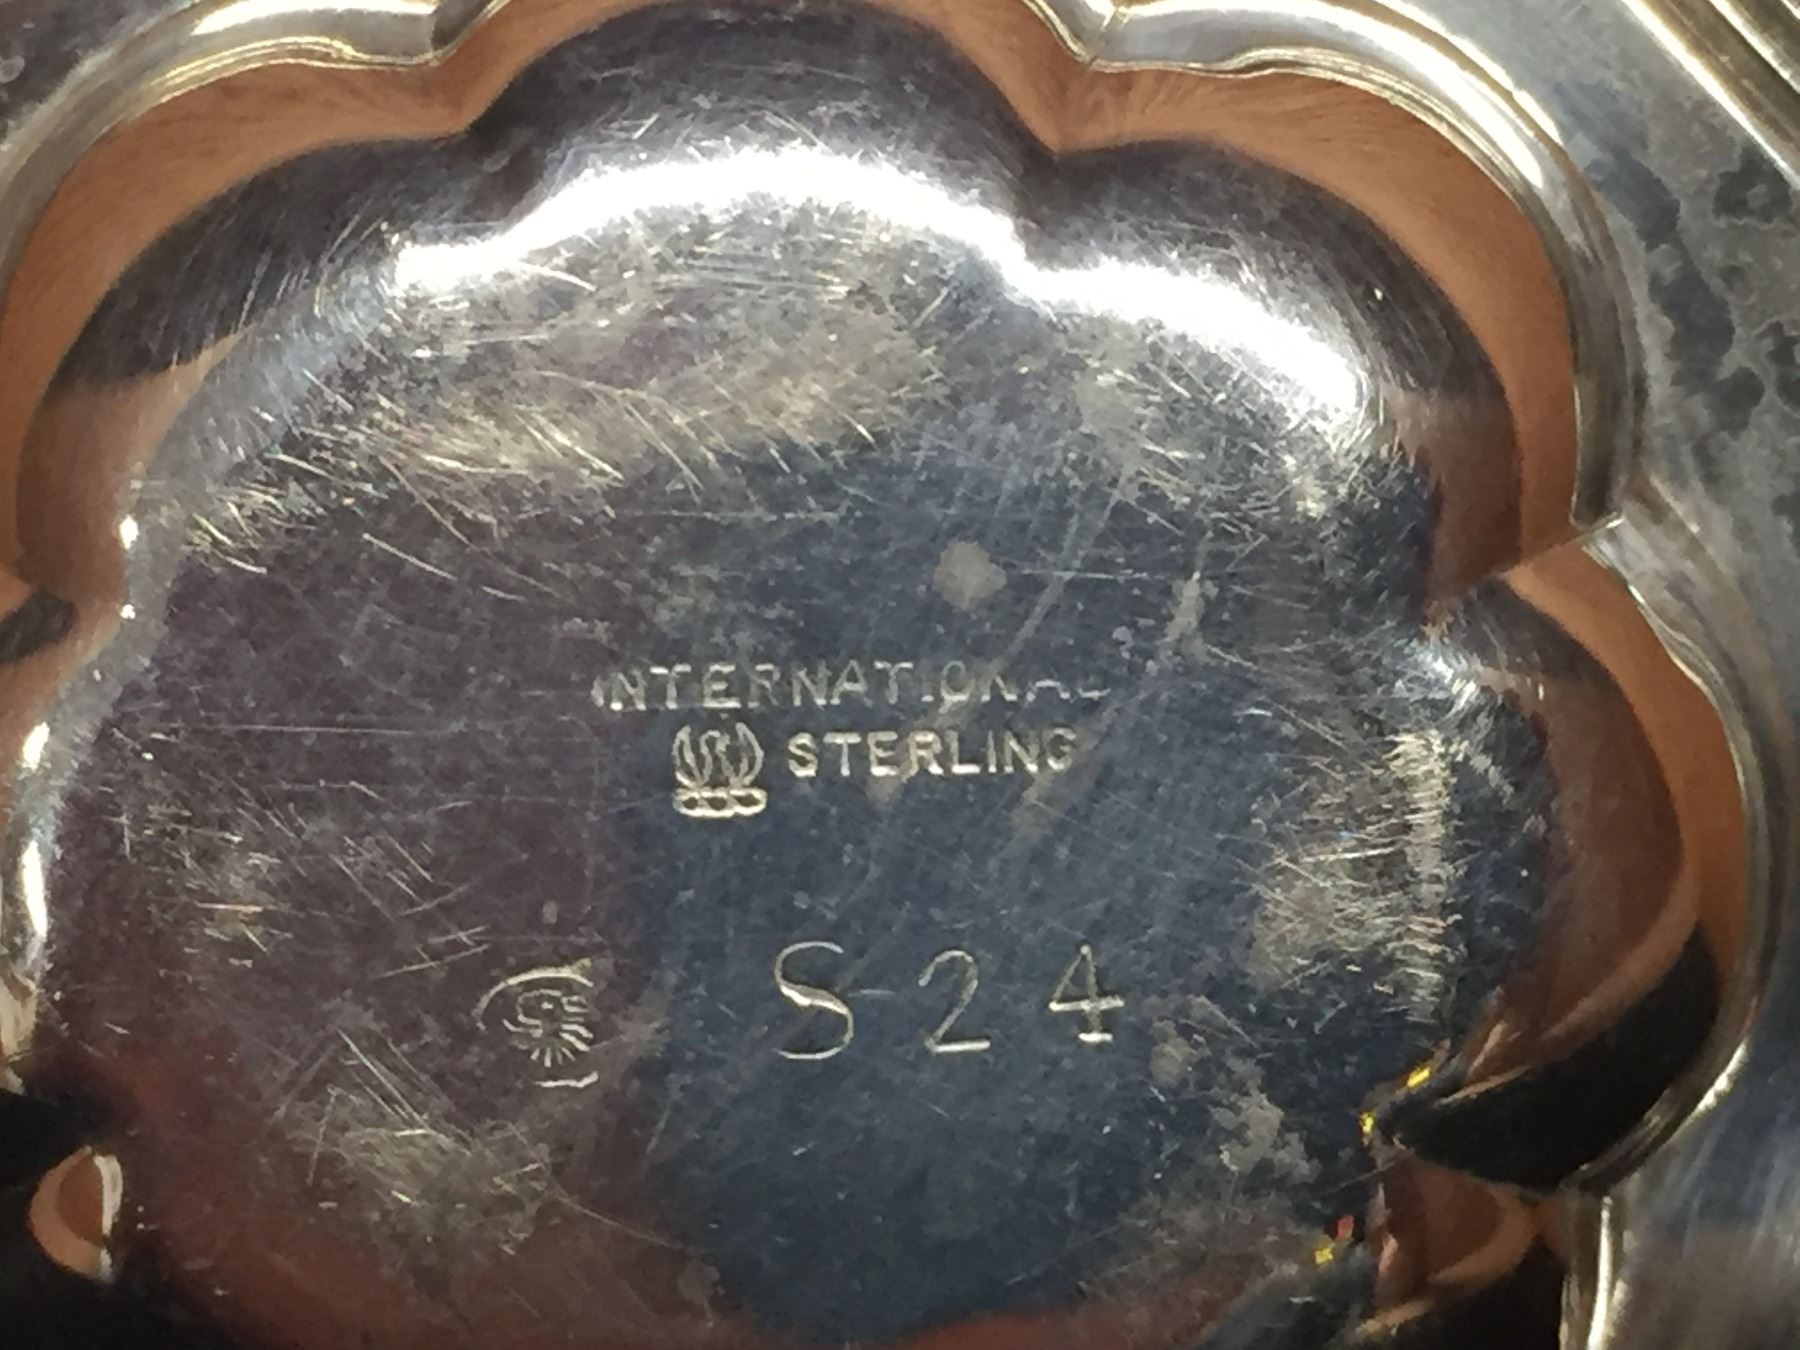 INTERNATIONAL
STERLING
S 24